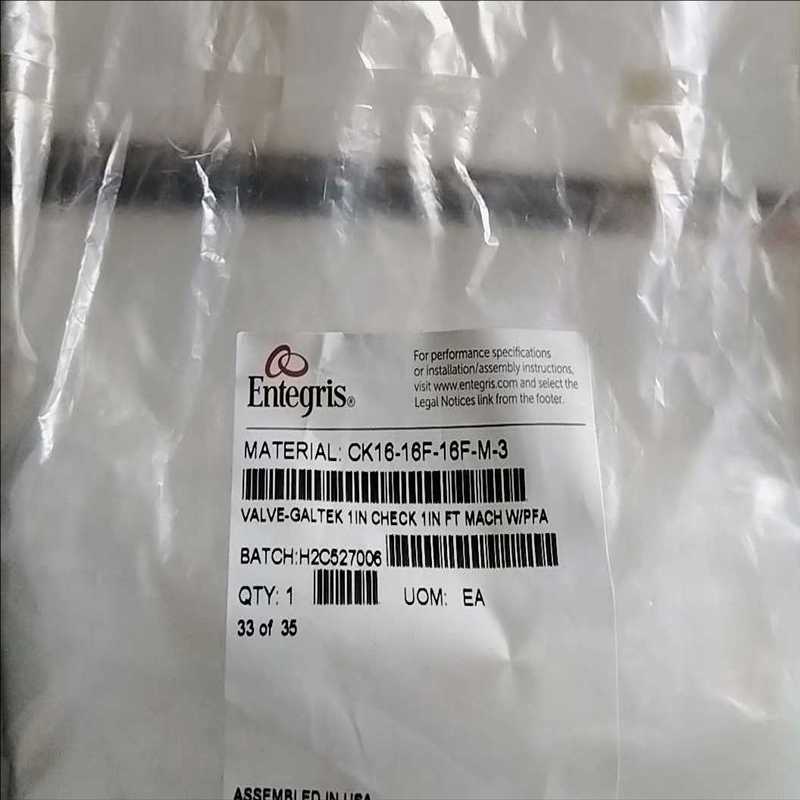 Entegris®
For performance specifications
or installation/assembly instructions,
visit www.entegris.com and select the
Legal Notices link from the footer.
MATERIAL: CK16-16F-16F-M-3
VALVE-GALTEK 1IN CHECK 1IN FT MACH W/PFA
BATCH:H2C527006
QTY: 1 UOM: EA
33 of 35
ASSEMBLED IN USA